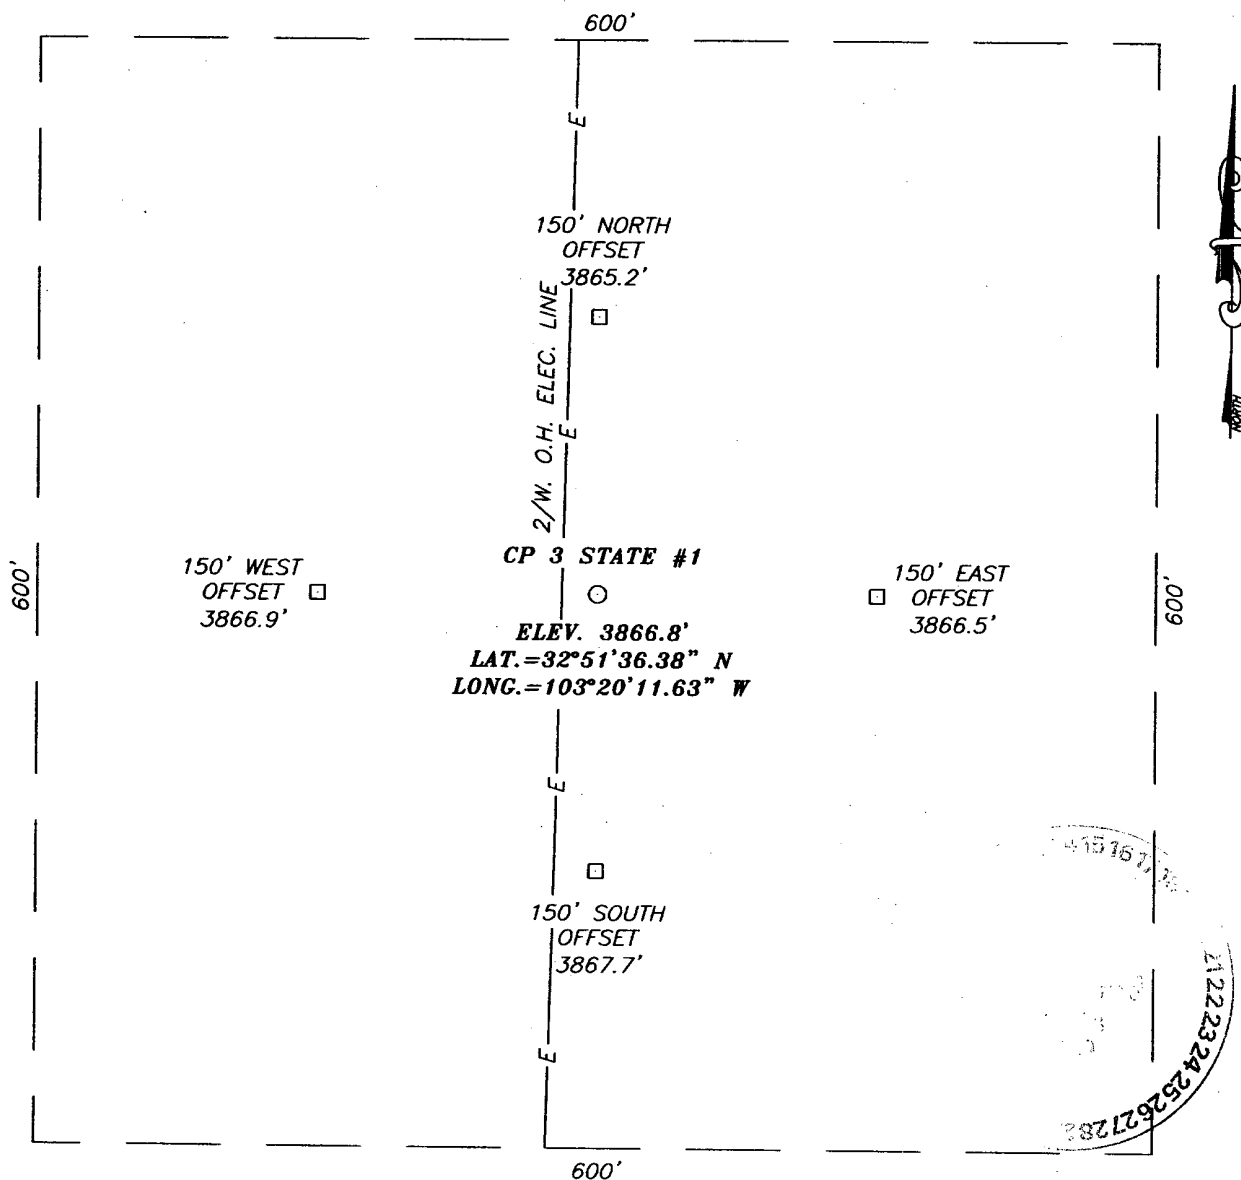 600'
150' NORTH
OFFSET
3865.2'
NORTH
2/W. O.H. ELEC. LINE
E
E
E
E
CP 3 STATE #1
150' WEST
OFFSET
3866.9'
150' EAST
OFFSET
3866.5'
600'
600'
ELEV. 3866.8'
LAT.=32°51'36.38" N
LONG.=103°20'11.63" W
150' SOUTH
OFFSET
3867.7'
600'